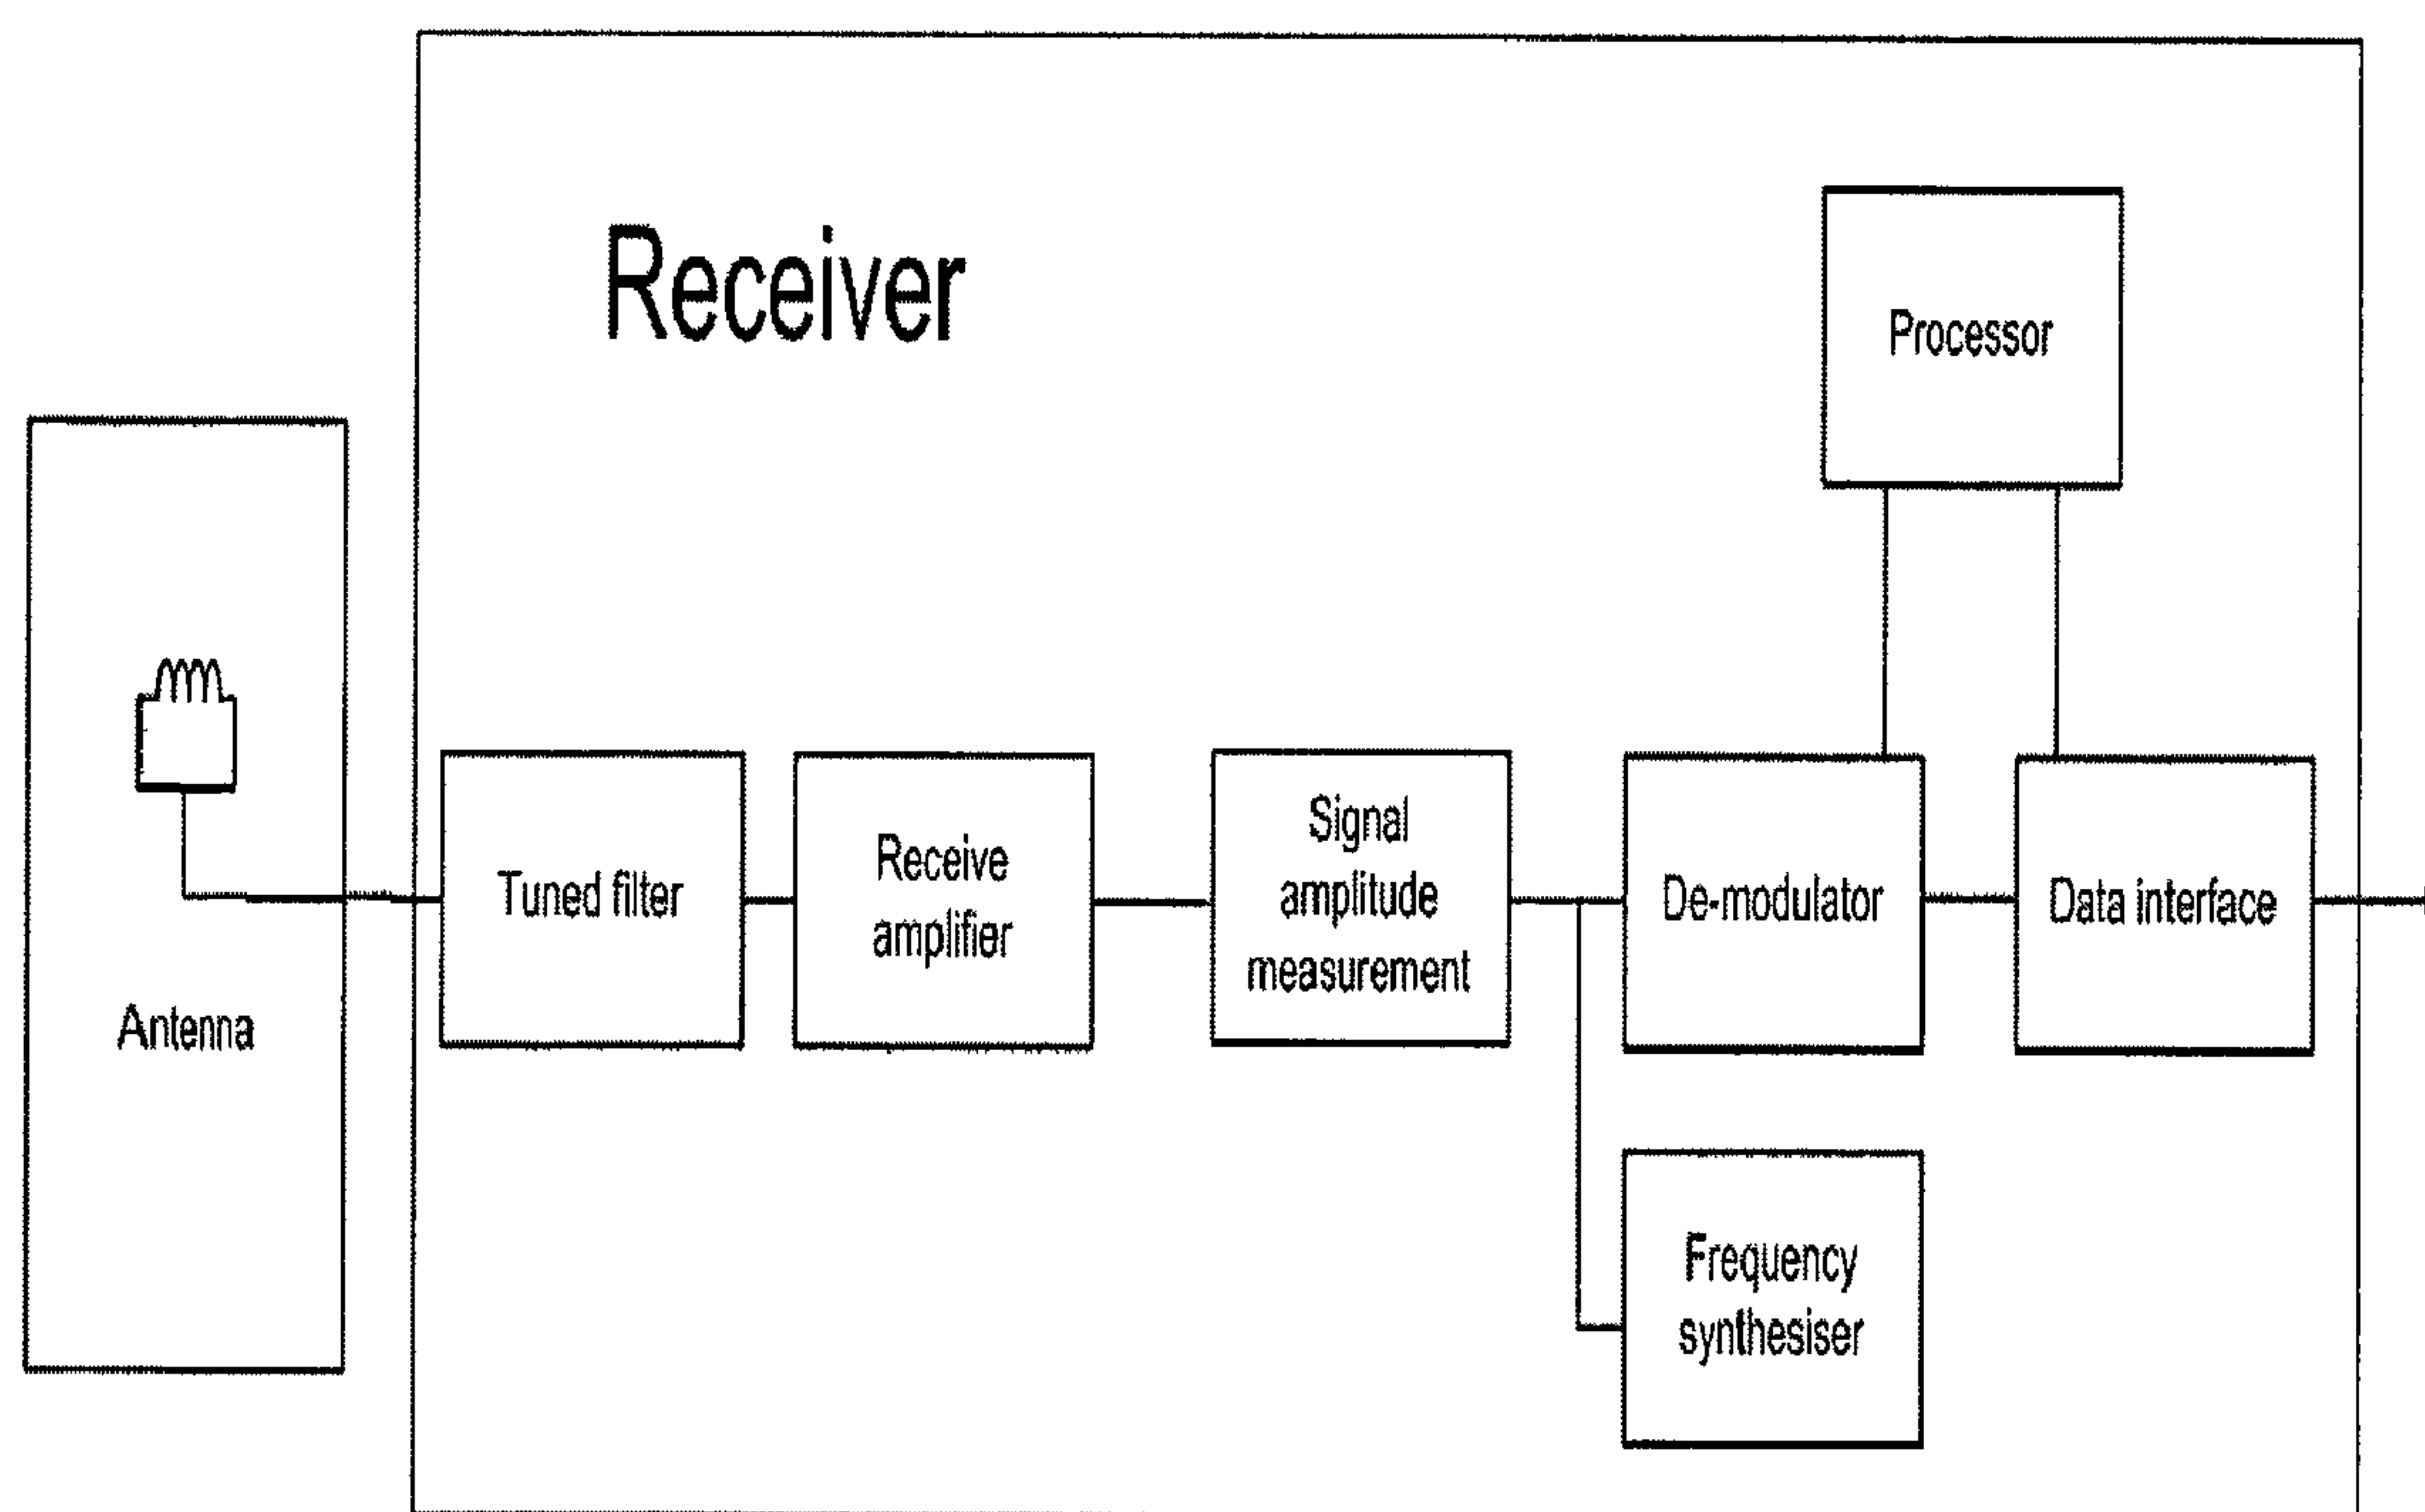 Receiver
Processor
Antenna
Tuned filter
Receive
amplifier
Signal
amplitude
measurement
De-modulator
Data interface
Frequency
synthesiser